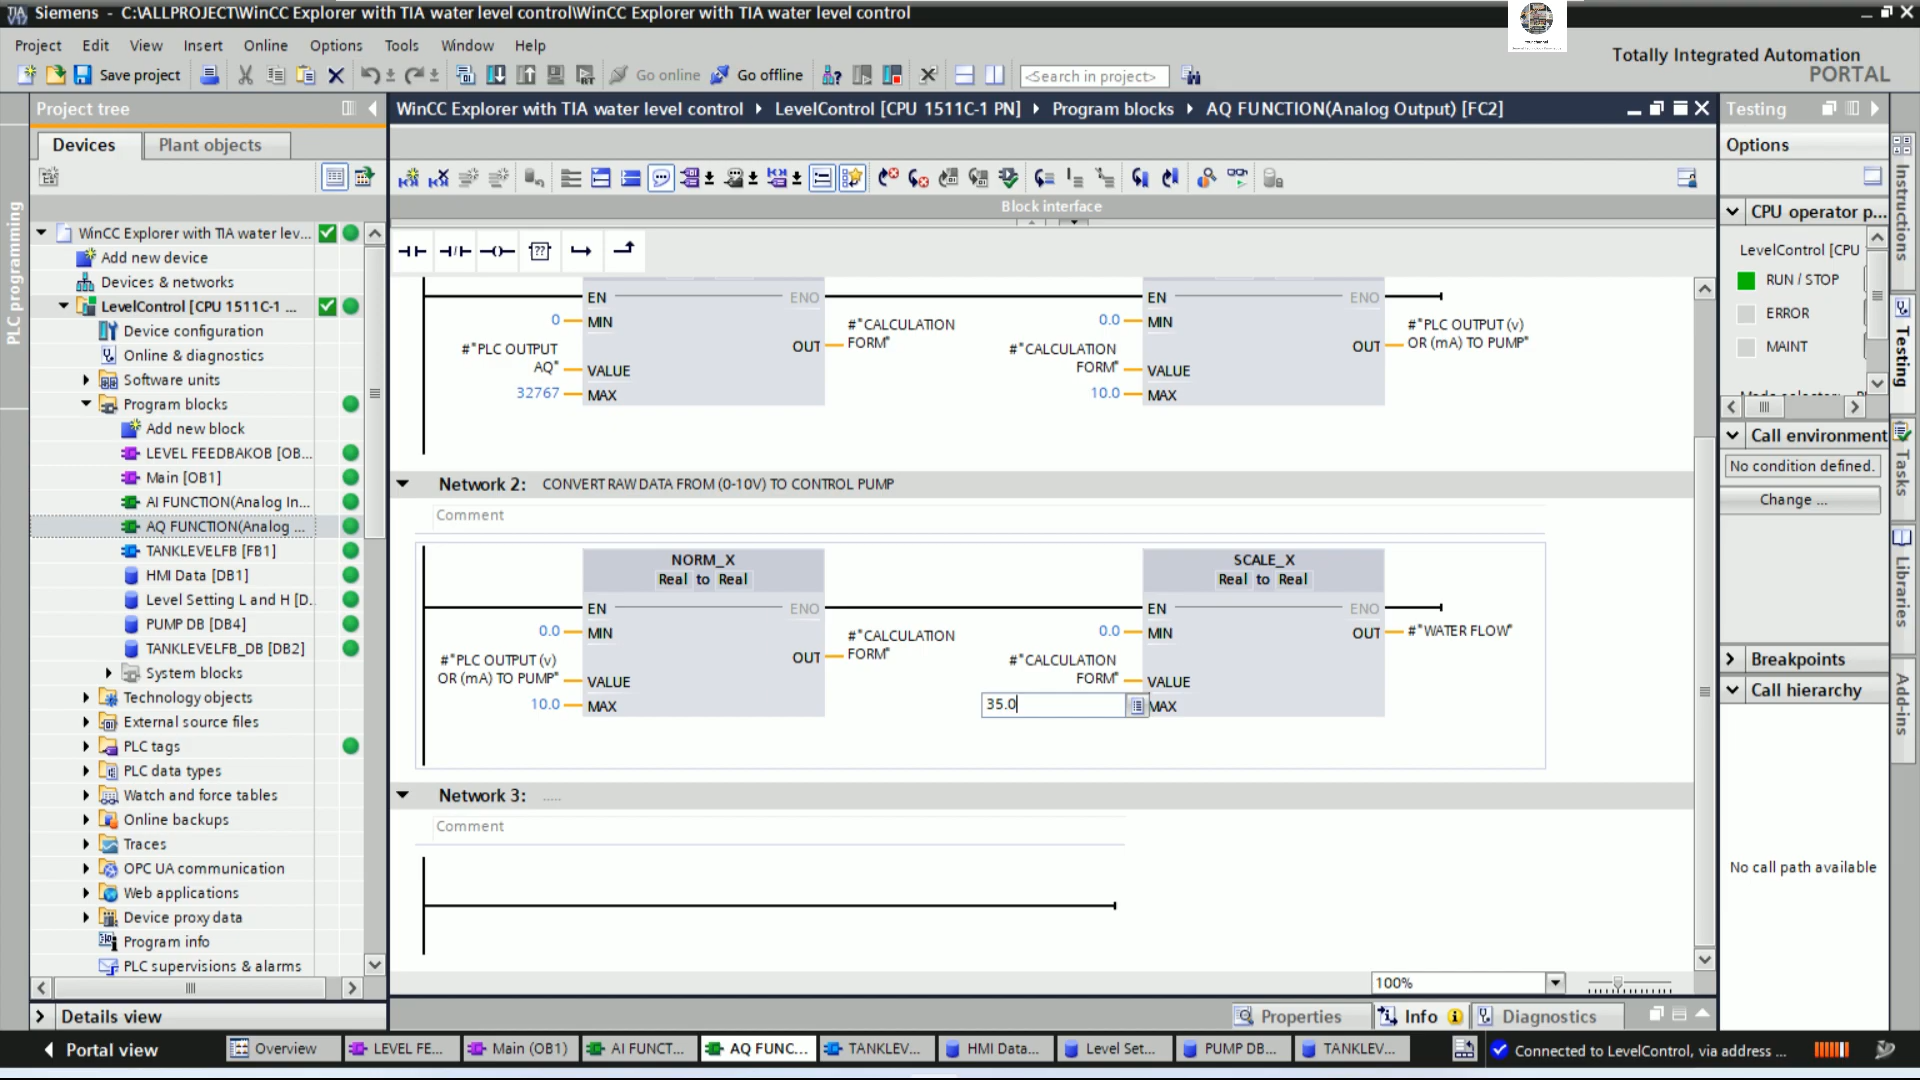 Siemens - C:\ALLPROJECT\WinCC Explorer with TIA water level control\WinCC Explorer with TIA water level control
Project Edit View Insert Online Options Tools Window Help
Totally Integrated Automation
PORTAL
Save project
Go online
Go offline
<Search in project>
Project tree
WinCC Explorer with TIA water level control
LevelControl [CPU 1511C-1 PN]
Program blocks
AQ FUNCTION(Analog Output) [FC2]
Testing
Devices
Plant objects
Options
Block interface
PLC programming
WinCC Explorer with TIA water lev...
Add new device
Devices & networks
LevelControl [CPU 1511C-1 ...
Device configuration
Online & diagnostics
Software units
Program blocks
Add new block
LEVEL FEEDBAKOB [OB...
Main [OB1]
AI FUNCTION(Analog In...
AQ FUNCTION(Analog ...
TANKLEVELFB [FB1]
HMI Data [DB1]
Level Setting L and H [D...
PUMP DB [DB4]
TANKLEVELFB_DB [DB2]
System blocks
Technology objects
External source files
PLC tags
PLC data types
Watch and force tables
Online backups
Traces
OPC UA communication
Web applications
Device proxy data
Program info
PLC supervisions & alarms
Details view
??
EN ENO EN ENO
0 MIN 0.0 MIN
#"PLC OUTPUT AQ" VALUE
32767 MAX
OUT #"CALCULATION FORM"
#"CALCULATION FORM" VALUE
10.0 MAX
OUT #"PLC OUTPUT (v) OR (mA) TO PUMP"
Network 2: CONVERT RAW DATA FROM (0-10V) TO CONTROL PUMP
Comment
NORM_X
Real to Real
SCALE_X
Real to Real
EN ENO EN ENO
0.0 MIN 0.0 MIN
#"PLC OUTPUT (v) OR (mA) TO PUMP" VALUE
10.0 MAX
OUT #"CALCULATION FORM"
#"CALCULATION FORM" VALUE
35.0 MAX
OUT #"WATER FLOW"
Network 3: .....
Comment
100%
Properties
Info
Diagnostics
CPU operator p...
LevelControl [CPU
RUN / STOP
ERROR
MAINT
Call environment
No condition defined.
Change ...
Breakpoints
Call hierarchy
No call path available
Instructions
Testing
Tasks
Libraries
Add-ins
Portal view
Overview
LEVEL FE...
Main (OB1)
AI FUNCT...
AQ FUNC...
TANKLEV...
HMI Data...
Level Set...
PUMP DB...
TANKLEV...
Connected to LevelControl, via address ...